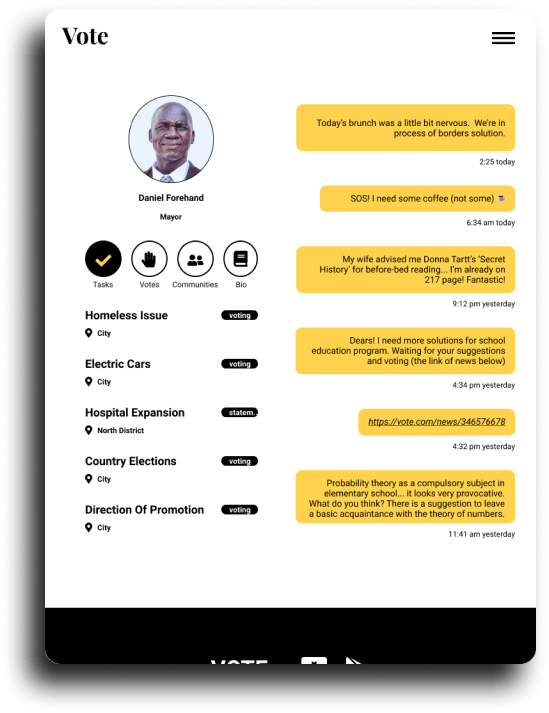 Vote
Daniel Forehand
Mayor
Tasks
Votes
Communities
Bio
Homeless Issue
voting
City
Electric Cars
voting
City
Hospital Expansion
statem..
North District
Country Elections
voting
City
Direction Of Promotion
voting
City
Today's brunch was a little bit nervous. We're in
process of borders solution.
2:25 today
SOS! I need some coffee (not some) ☕
6:34 am today
My wife advised me Donna Tartt's 'Secret
History' for before-bed reading... I'm already on
217 page! Fantastic!
9:12 pm yesterday
Dears! I need more solutions for school
education program. Waiting for your suggestions
and voting (the link of news below)
4:34 pm yesterday
https://vote.com/news/346576678
4:32 pm yesterday
Probability theory as a compulsory subject in
elementary school... it looks very provocative.
What do you think? There is a suggestion to leave
a basic acquaintance with the theory of numbers.
11:41 am yesterday
VOTE